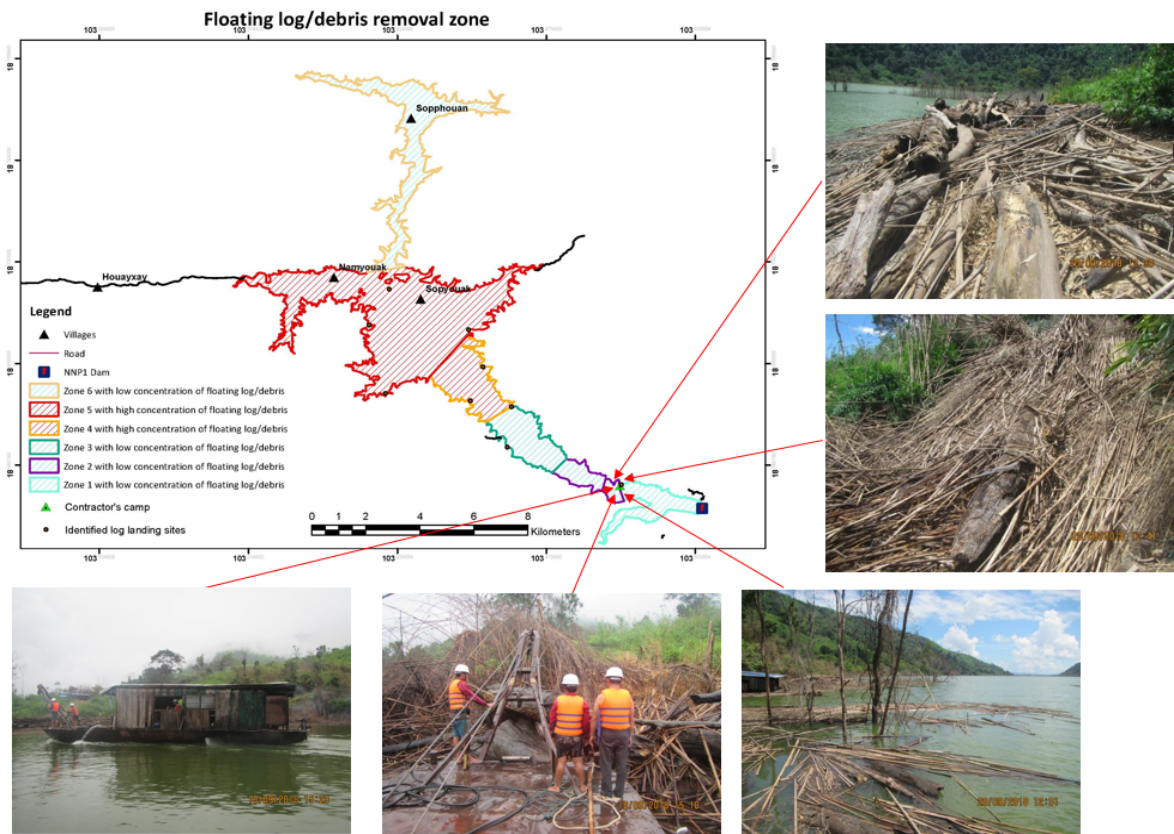 Floating log/debris removal zone
103
103
103
103
103
Sopphouan
18
18
18
18
18
Houayxay
Namyouak
Sopyouak
Legend
Villages
Road
NNP1 Dam
Zone 6 with low concentration of floating log/debris
Zone 5 with high concentration of floating log/debris
Zone 4 with high concentration of floating log/debris
Zone 3 with low concentration of floating log/debris
Zone 2 with low concentration of floating log/debris
Zone 1 with low concentration of floating log/debris
Contractor's camp
Identified log landing sites
0 1 2 4 6 8
Kilometers
103
103
103
103
103